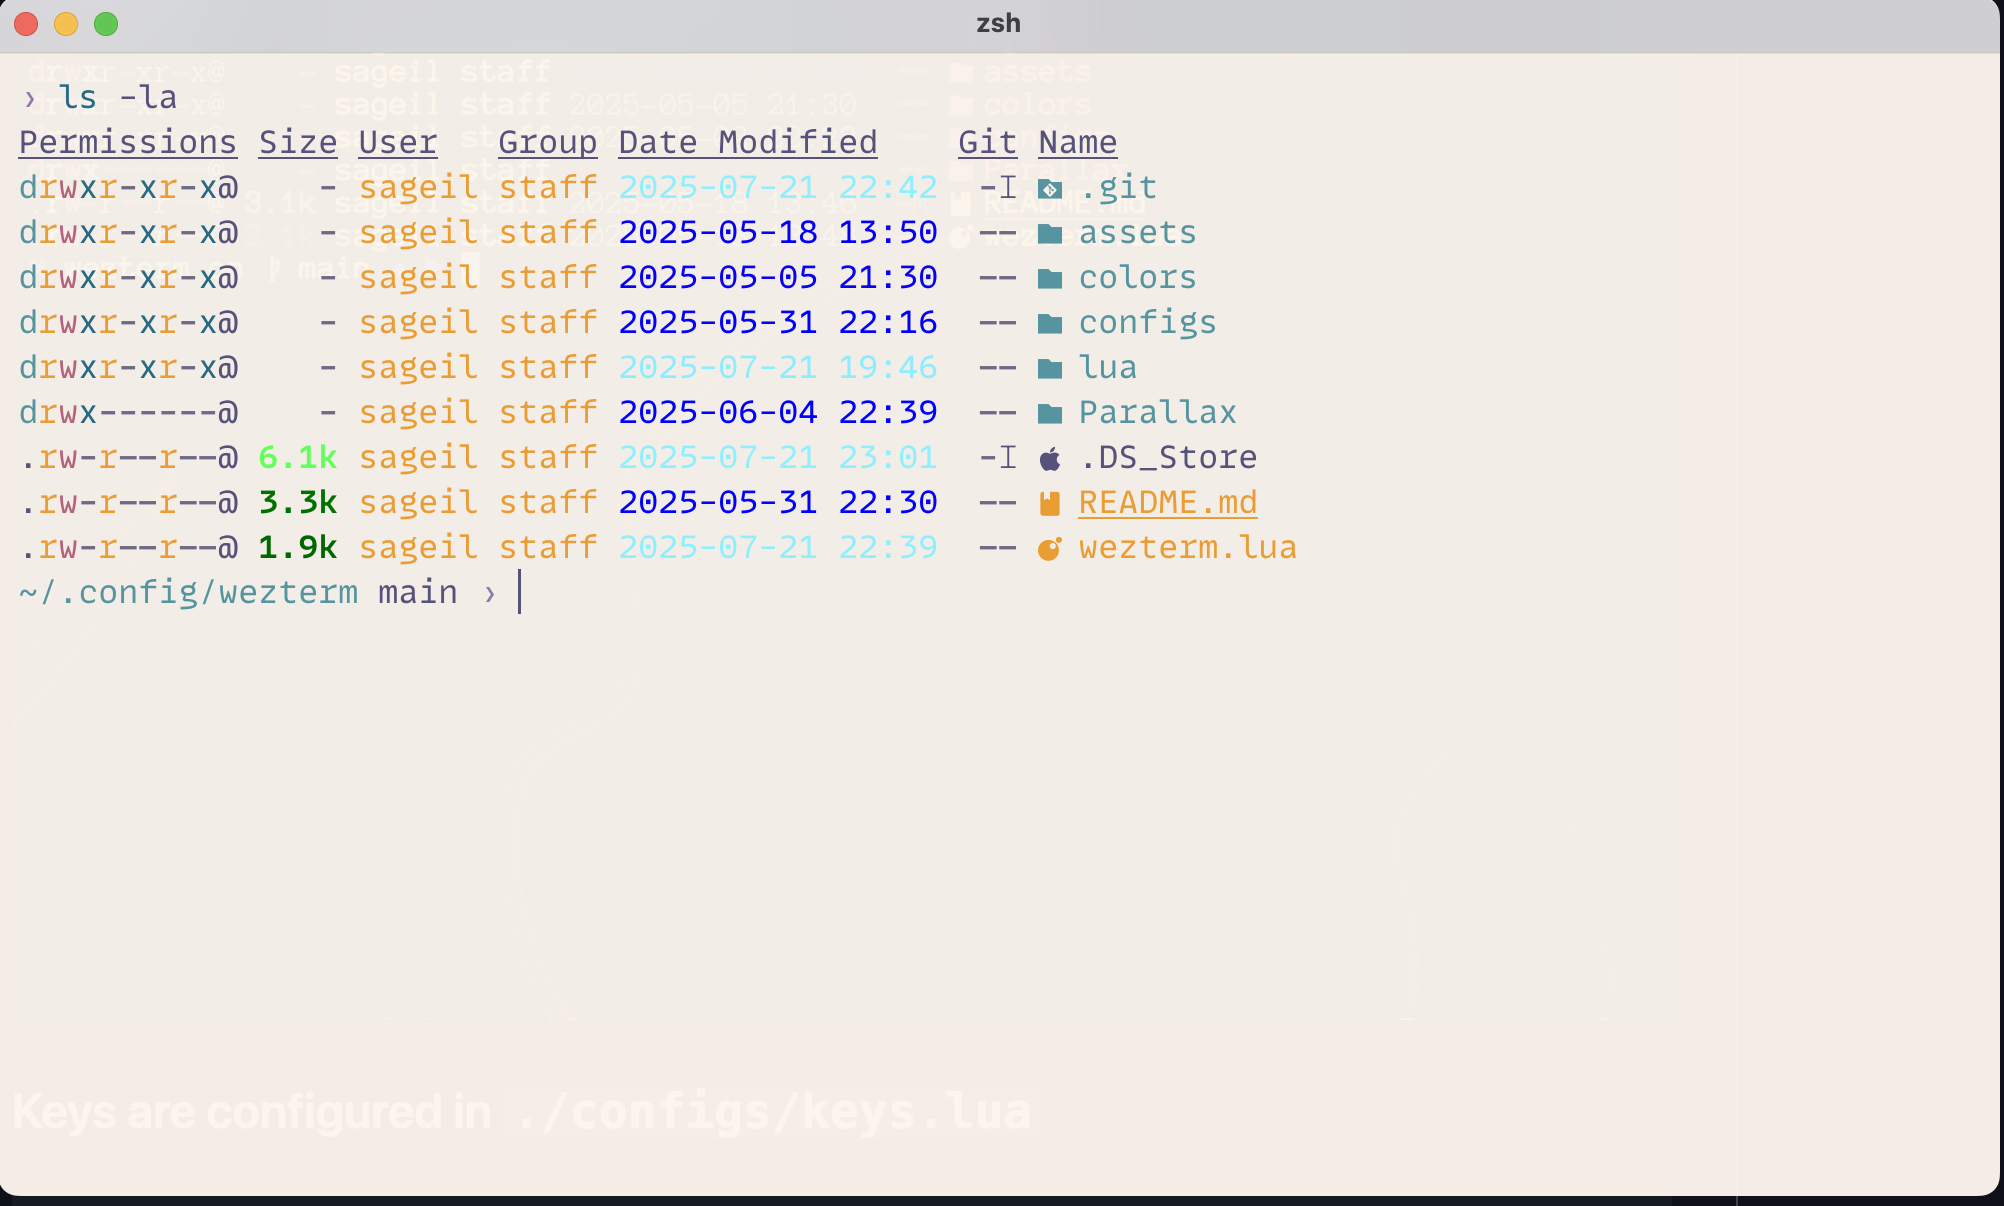 zsh
❯ ls -la
Permissions Size User   Group Date Modified    Git Name
drwxr-xr-x@    - sageil staff 2025-07-21 22:42  -I .git
drwxr-xr-x@    - sageil staff 2025-05-18 13:50  -- assets
drwxr-xr-x@    - sageil staff 2025-05-05 21:30  -- colors
drwxr-xr-x@    - sageil staff 2025-05-31 22:16  -- configs
drwxr-xr-x@    - sageil staff 2025-07-21 19:46  -- lua
drwx------@    - sageil staff 2025-06-04 22:39  -- Parallax
.rw-r--r--@ 6.1k sageil staff 2025-07-21 23:01  -I .DS_Store
.rw-r--r--@ 3.3k sageil staff 2025-05-31 22:30  -- README.md
.rw-r--r--@ 1.9k sageil staff 2025-07-21 22:39  -- wezterm.lua
~/.config/wezterm main ❯
Keys are configured in ./configs/keys.lua